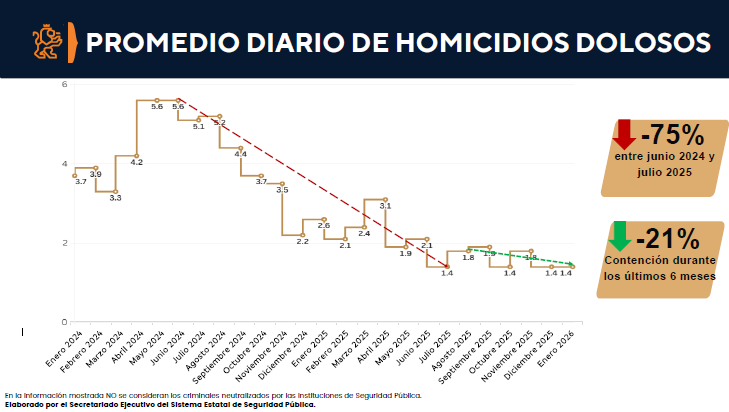 PROMEDIO DIARIO DE HOMICIDIOS DOLOSOS
6
4
2
0
3.7
3.9
3.3
4.2
5.6
5.6
5.1
5.2
4.4
3.7
3.5
2.2
2.6
2.1
2.4
3.1
1.9
2.1
1.4
1.8
1.9
1.4
1.8
1.4
1.4
Enero 2024
Febrero 2024
Marzo 2024
Abril 2024
Mayo 2024
Junio 2024
Julio 2024
Agosto 2024
Septiembre 2024
Octubre 2024
Noviembre 2024
Diciembre 2024
Enero 2025
Febrero 2025
Marzo 2025
Abril 2025
Mayo 2025
Junio 2025
Julio 2025
Agosto 2025
Septiembre 2025
Octubre 2025
Noviembre 2025
Diciembre 2025
Enero 2026
-75%
entre junio 2024 y
julio 2025
-21%
Contención durante
los últimos 6 meses
En la información mostrada NO se consideran los criminales neutralizados por las Instituciones de Seguridad Pública.
Elaborado por el Secretariado Ejecutivo del Sistema Estatal de Seguridad Pública.